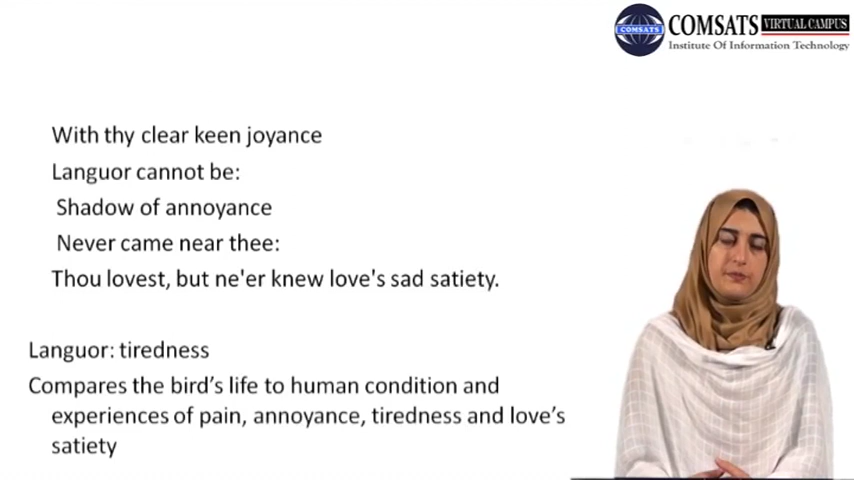 COMSATS
COMSATS VIRTUAL CAMPUS
Institute Of Information Technology
With thy clear keen joyance
Languor cannot be:
Shadow of annoyance
Never came near thee:
Thou lovest, but ne'er knew love's sad satiety.
Languor: tiredness
Compares the bird’s life to human condition and
experiences of pain, annoyance, tiredness and love’s
satiety